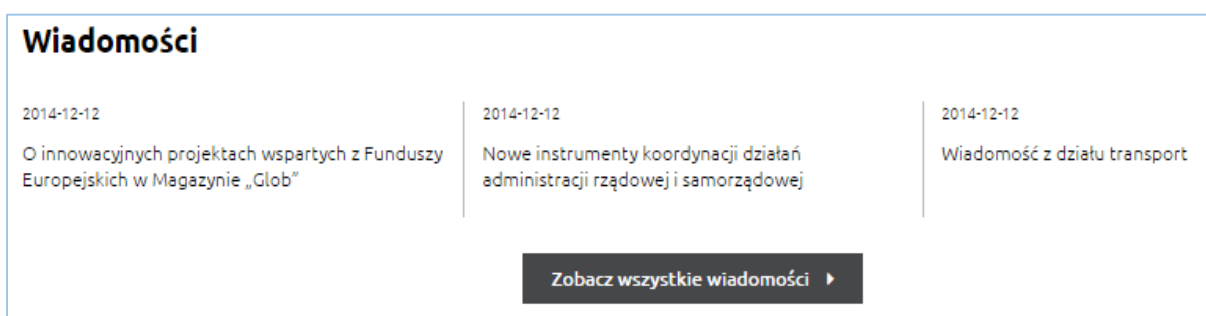 Wiadomości
2014-12-12
O innowacyjnych projektach wspartych z Funduszy
Europejskich w Magazynie „Glob”
2014-12-12
Nowe instrumenty koordynacji działań
administracji rządowej i samorządowej
2014-12-12
Wiadomość z działu transport
Zobacz wszystkie wiadomości